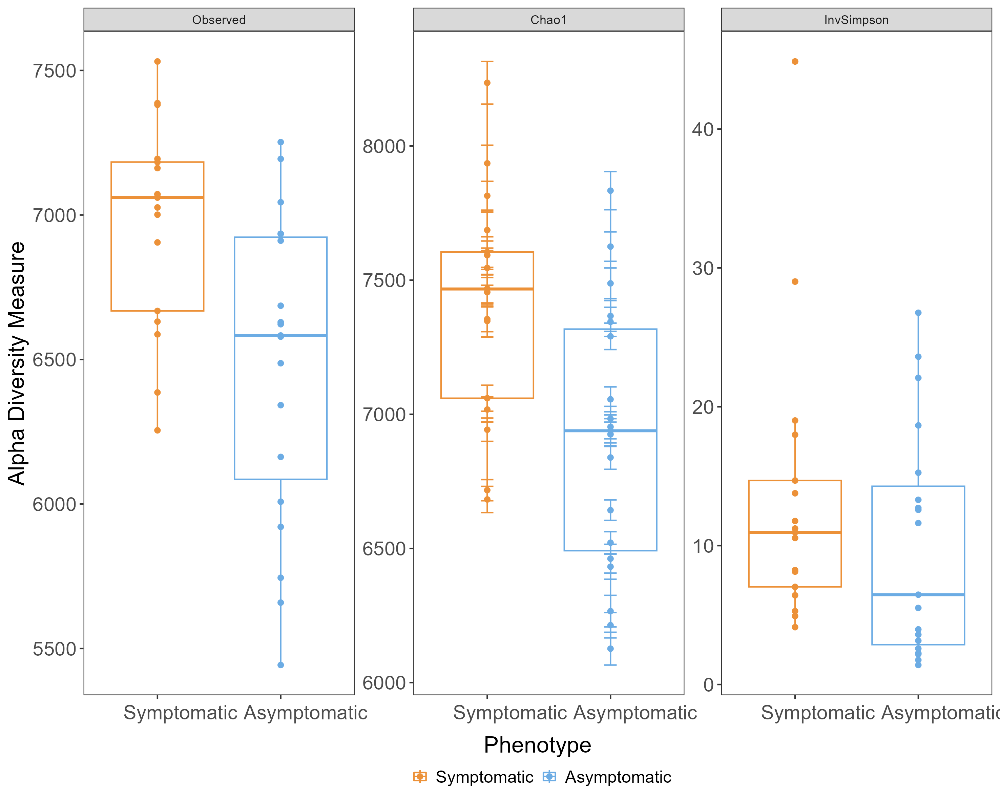 Observed
Chao1
InvSimpson
Alpha Diversity Measure
7500
7000
6500
6000
5500
8000
7500
7000
6500
6000
40
30
20
10
0
Symptomatic Asymptomatic
Symptomatic Asymptomatic
Symptomatic Asymptomatic
Phenotype
Symptomatic Asymptomatic